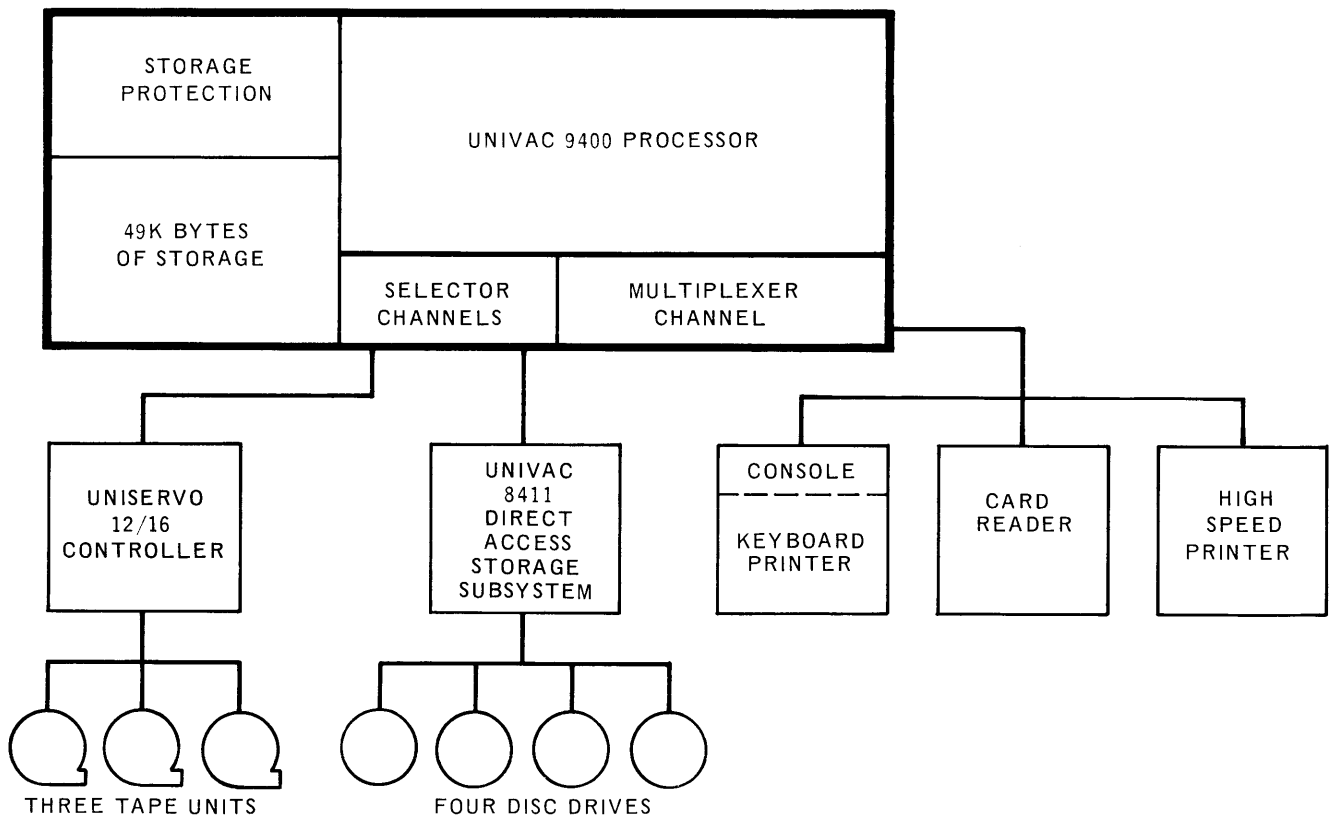 STORAGE
PROTECTION
UNIVAC 9400 PROCESSOR
49K BYTES
OF STORAGE
SELECTOR
CHANNELS
MULTIPLEXER
CHANNEL
UNISERVO
12/16
CONTROLLER
UNIVAC
8411
DIRECT
ACCESS
STORAGE
SUBSYSTEM
CONSOLE
KEYBOARD
PRINTER
CARD
READER
HIGH
SPEED
PRINTER
THREE TAPE UNITS
FOUR DISC DRIVES